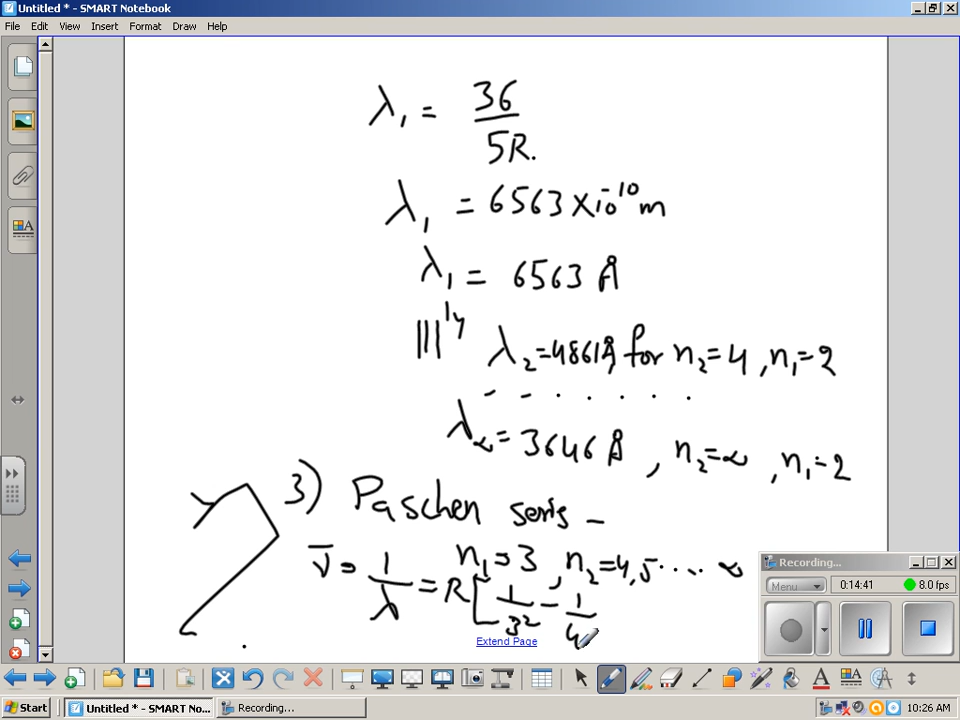 Untitled * - SMART Notebook
File Edit View Insert Format Draw Help
λ₁ = 36/5R.
λ₁ = 6563 × 10⁻¹⁰ m
λ₁ = 6563 Å
|||ly λ₂=4861Å for n₂=4, n₁=2
- - . . . . .
λ∝= 3646 Å, n₂=∝, n₁=2
3) Paschen seris -
n₁=3, n₂=4,5.... ∝
ν̅ = 1/λ = R[1/3² - 1/4
Extend Page
Recording...
Menu
0:14:41
8.0 fps
Start
Untitled * - SMART No...
Recording...
10:26 AM